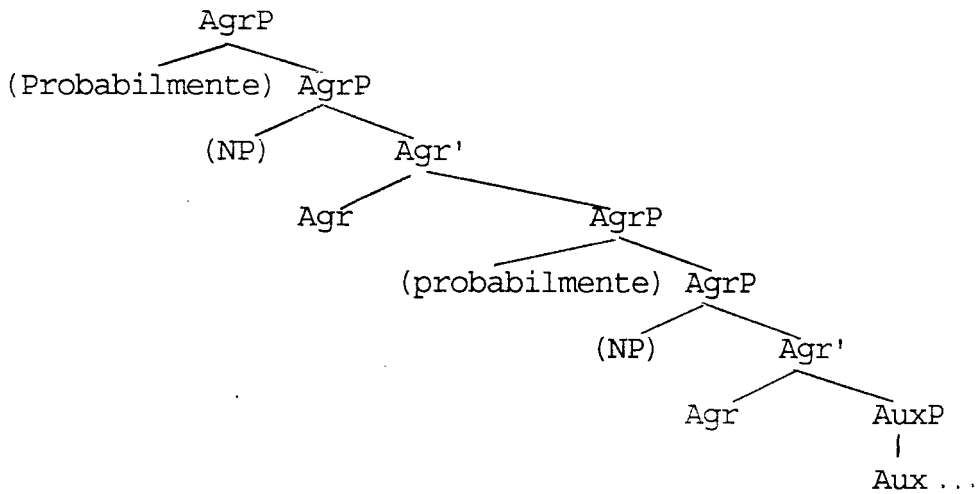 AgrP
(Probabilmente) AgrP
(NP) Agr'
Agr AgrP
(probabilmente) AgrP
(NP) Agr'
Agr AuxP
Aux ...